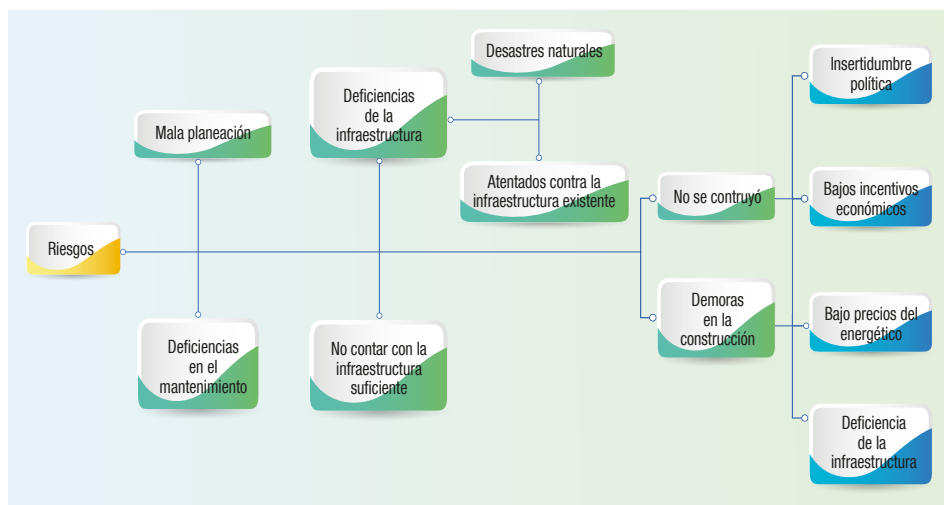 Riesgos
Mala planeación
Deficiencias
en el
mantenimiento
Deficiencias
de la
infraestructura
No contar con la
infraestructura
suficiente
Desastres naturales
Atentados contra la
infraestructura existente
No se contruyó
Demoras
en la
construcción
Insertidumbre
política
Bajos incentivos
económicos
Bajo precios del
energético
Deficiencia
de la
infraestructura